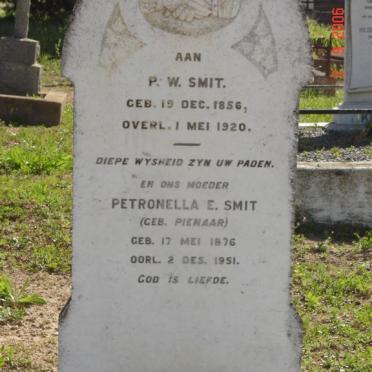 AAN
P. W. SMIT.
GEB. 19 DEC. 1856,
OVERL. 1 MEI 1920.
DIEPE WYSHEID ZYN UW PADEN.
EN ONS MOEDER
PETRONELLA E. SMIT
(GEB. PIENAAR)
GEB. 17 MEI 1876
OORL. 2 DES. 1951.
GOD IS LIEFDE.